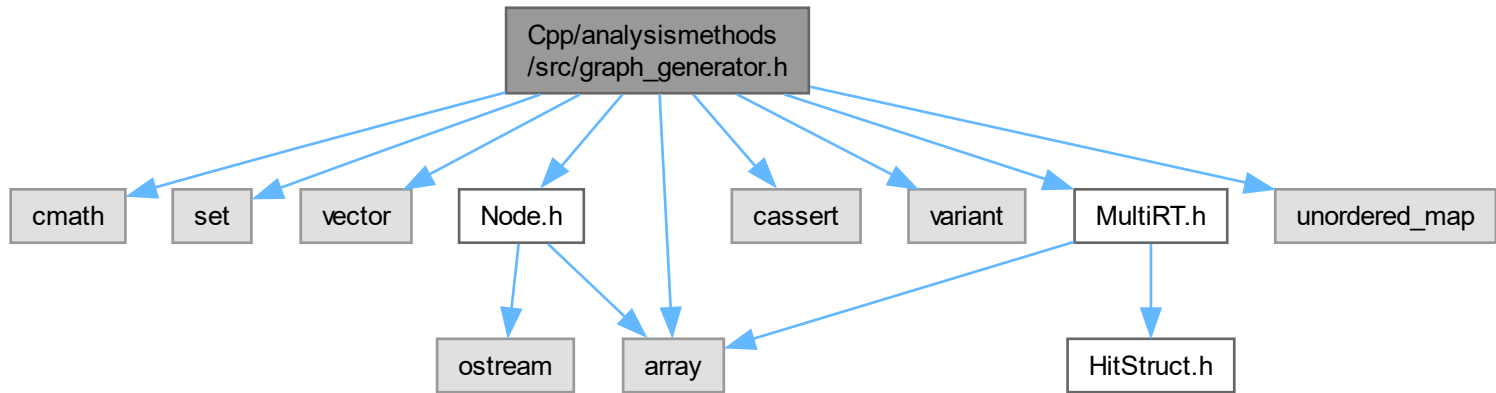 Cpp/analysismethods
/src/graph_generator.h
cmath
set
vector
Node.h
cassert
variant
MultiRT.h
unordered_map
ostream
array
HitStruct.h